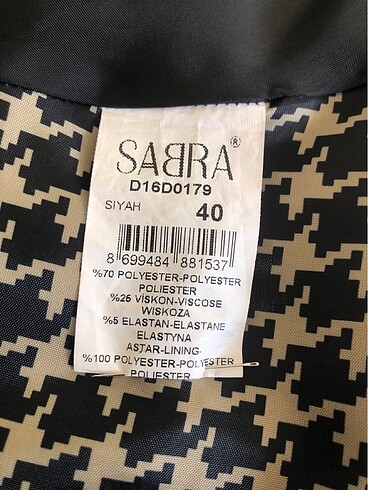 SABRA®
D16D0179
SIYAH 40
8 699484 881537
%70 POLYESTER-POLYESTER
POLIESTER
%25 VISKON-VISCOSE
WISKOZA
%5 ELASTAN-ELASTANE
ELASTYNA
ASTAR-LINING-
%100 POLYESTER-POLYESTER
POLIESTER